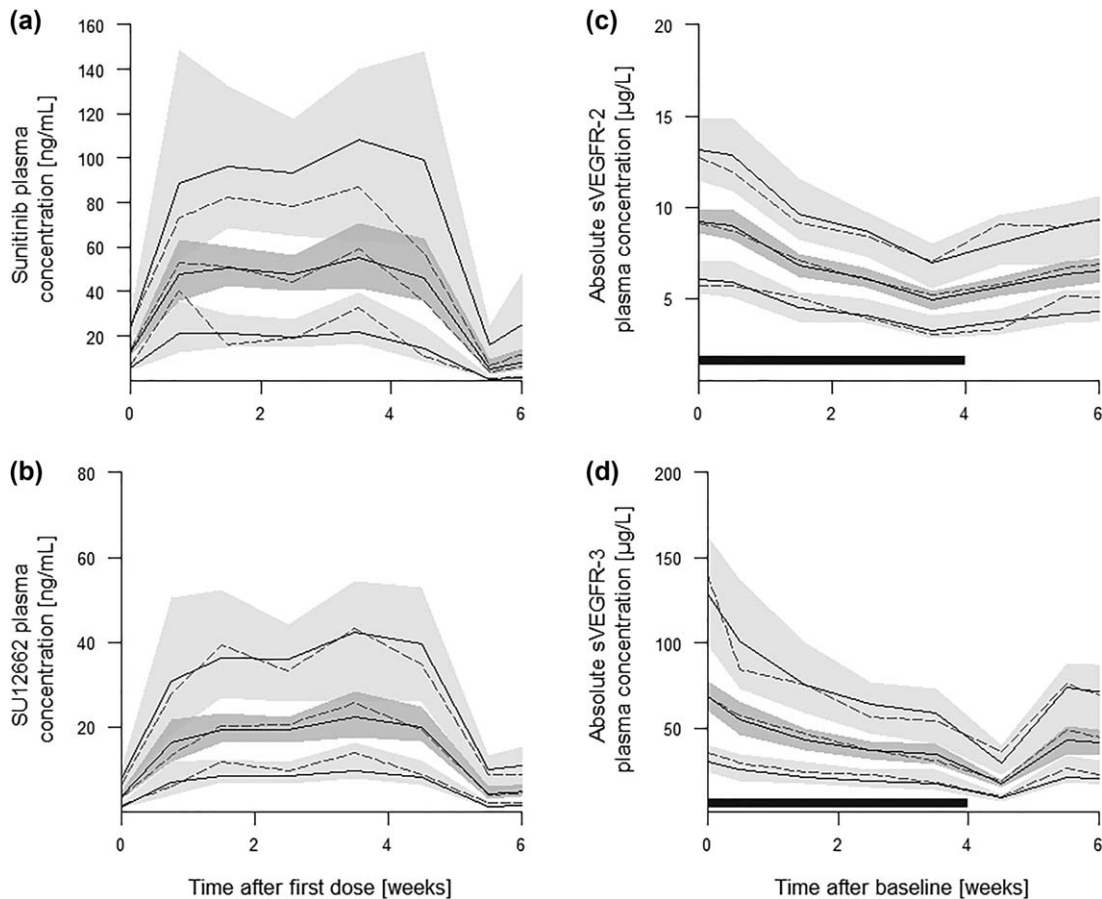 (a)
Sunitinib plasma
concentration [ng/mL]
160
140
120
100
80
60
40
20
0
2
4
6
(c)
Absolute sVEGFR-2
plasma concentration [µg/L]
20
15
10
5
0
2
4
6
(b)
SU12662 plasma
concentration [ng/mL]
80
60
40
20
0
2
4
6
Time after first dose [weeks]
(d)
Absolute sVEGFR-3
plasma concentration [µg/L]
200
150
100
50
0
2
4
6
Time after baseline [weeks]